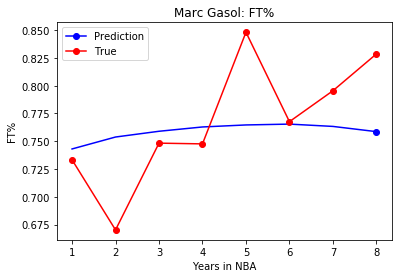 Marc Gasol: FT%
Prediction
True
FT%
0.850
0.825
0.800
0.775
0.750
0.725
0.700
0.675
1 2 3 4 5 6 7 8
Years in NBA